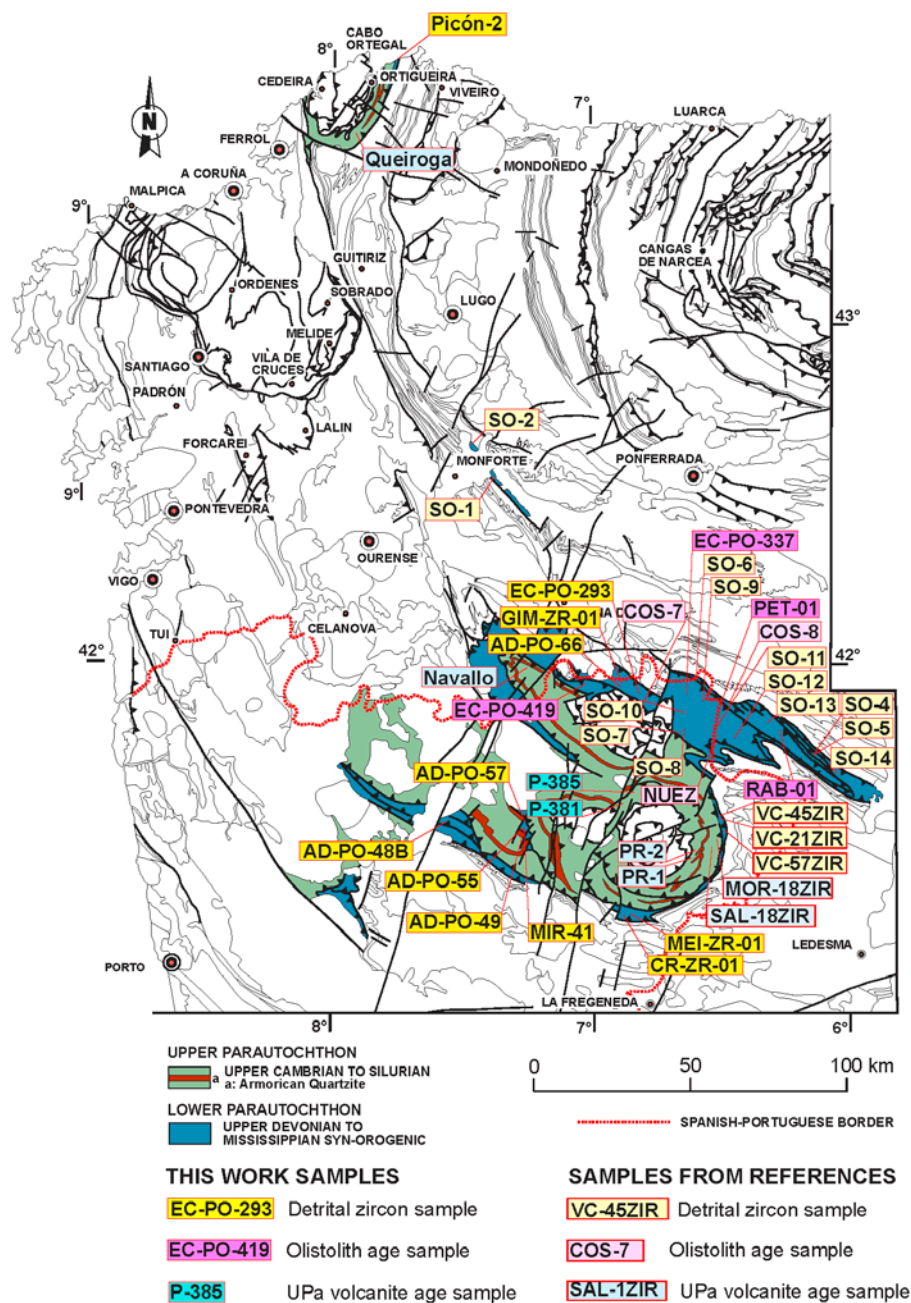 Picón-2
CABO
ORTEGAL
8°
CEDEIRA
ORTIGUEIRA
VIVEIRO
7°
LUARCA
N
FERROL
Queiroga
MONDOÑEDO
A CORUÑA
MALPICA
9°
CANGAS
DE NARCEA
GUITIRIZ
ORDENES
SOBRADO
LUGO
43°
MELIDE
SANTIAGO
VILA DE
CRUCES
PADRÓN
LALIN
SO-2
FORCAREI
MONFORTE
PONFERRADA
9°
SO-1
PONTEVEDRA
EC-PO-337
OURENSE
SO-6
VIGO
EC-PO-293
SO-9
COS-7
PET-01
GIM-ZR-01
TUI
CELANOVA
COS-8
AD-PO-66
42°
SO-11
42°
Navallo
SO-12
EC-PO-419
SO-10
SO-13
SO-4
SO-7
SO-5
SO-8
SO-14
AD-PO-57
P-385
NUEZ
RAB-01
P-381
VC-45ZIR
VC-21ZIR
AD-PO-48B
PR-2
VC-57ZIR
AD-PO-55
PR-1
MOR-18ZIR
SAL-18ZIR
AD-PO-49
MIR-41
MEI-ZR-01
LEDESMA
PORTO
CR-ZR-01
LA FREGENEDA
8°
7°
6°
UPPER PARAUTOCHTHON
UPPER CAMBRIAN TO SILURIAN
a
a: Armorican Quartzite
0 50 100 km
LOWER PARAUTOCHTHON
UPPER DEVONIAN TO
MISSISSIPPIAN SYN-OROGENIC
SPANISH-PORTUGUESE BORDER
THIS WORK SAMPLES
EC-PO-293 Detrital zircon sample
EC-PO-419 Olistolith age sample
P-385 UPa volcanite age sample
SAMPLES FROM REFERENCES
VC-45ZIR Detrital zircon sample
COS-7 Olistolith age sample
SAL-1ZIR UPa volcanite age sample